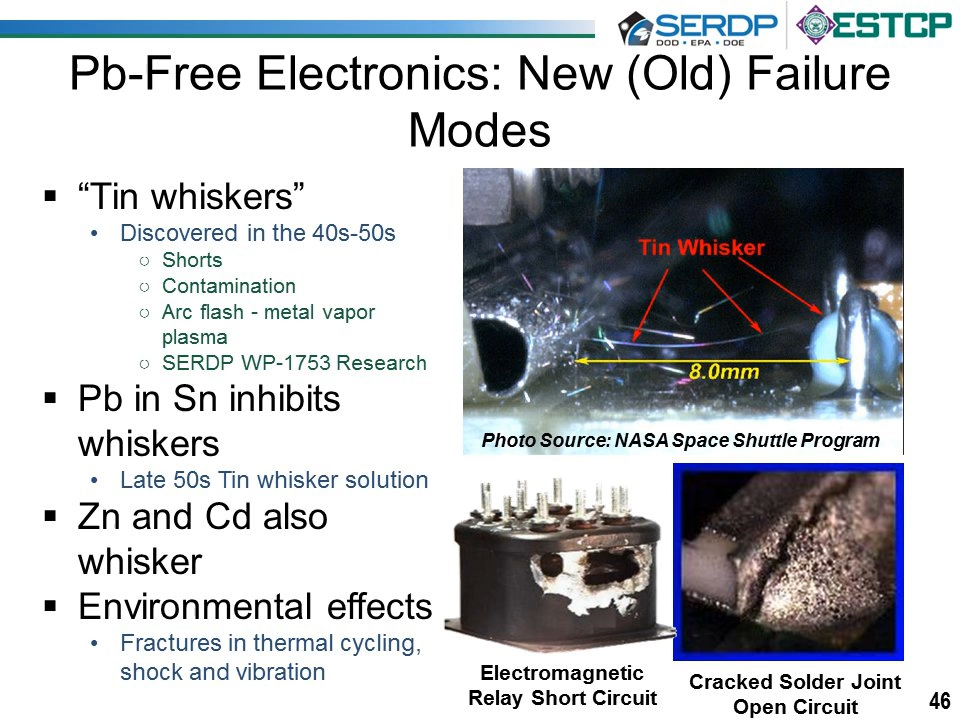 SERDP
DOD • EPA • DOE
ESTCP
Pb-Free Electronics: New (Old) Failure
Modes
▪ “Tin whiskers”
• Discovered in the 40s-50s
○ Shorts
○ Contamination
○ Arc flash - metal vapor
plasma
○ SERDP WP-1753 Research
▪ Pb in Sn inhibits
whiskers
• Late 50s Tin whisker solution
▪ Zn and Cd also
whisker
▪ Environmental effects
• Fractures in thermal cycling,
shock and vibration
Tin Whisker
8.0mm
Photo Source: NASA Space Shuttle Program
Electromagnetic
Relay Short Circuit
Cracked Solder Joint
Open Circuit
46